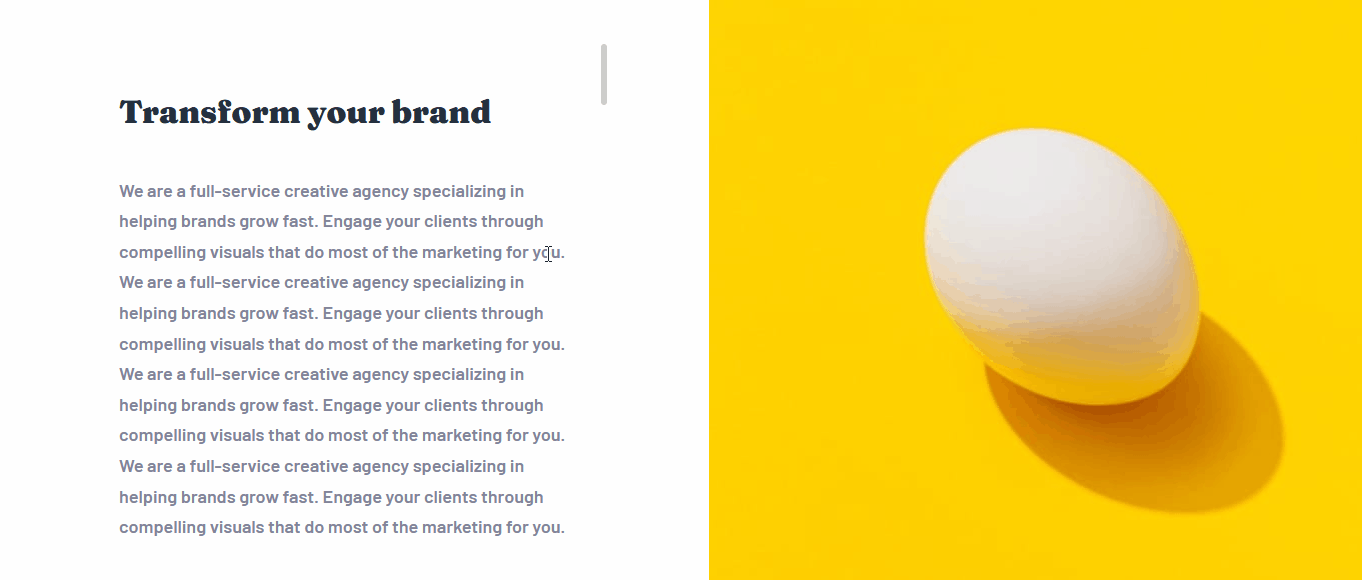 Transform your brand
We are a full-service creative agency specializing in
helping brands grow fast. Engage your clients through
compelling visuals that do most of the marketing for you.
We are a full-service creative agency specializing in
helping brands grow fast. Engage your clients through
compelling visuals that do most of the marketing for you.
We are a full-service creative agency specializing in
helping brands grow fast. Engage your clients through
compelling visuals that do most of the marketing for you.
We are a full-service creative agency specializing in
helping brands grow fast. Engage your clients through
compelling visuals that do most of the marketing for you.